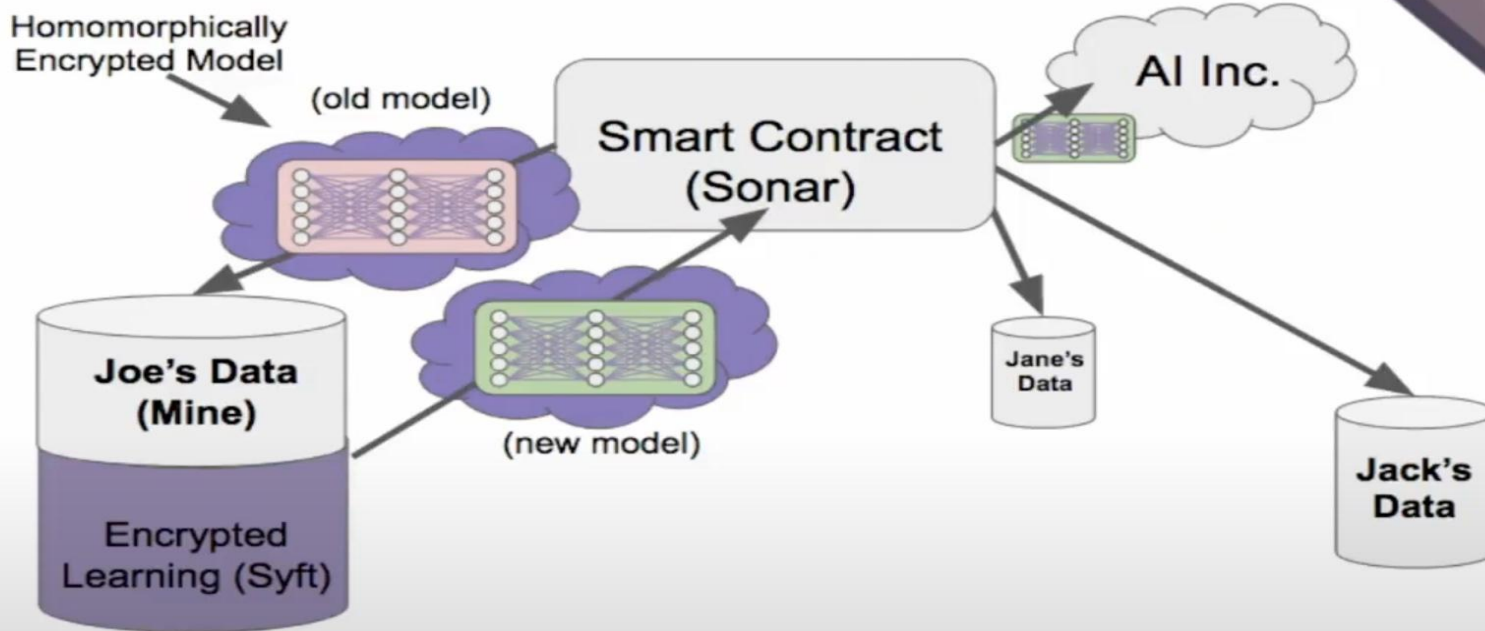 Homomorphically
Encrypted Model
(old model)
Smart Contract
(Sonar)
AI Inc.
Joe's Data
(Mine)
(new model)
Encrypted
Learning (Syft)
Jane's
Data
Jack's
Data